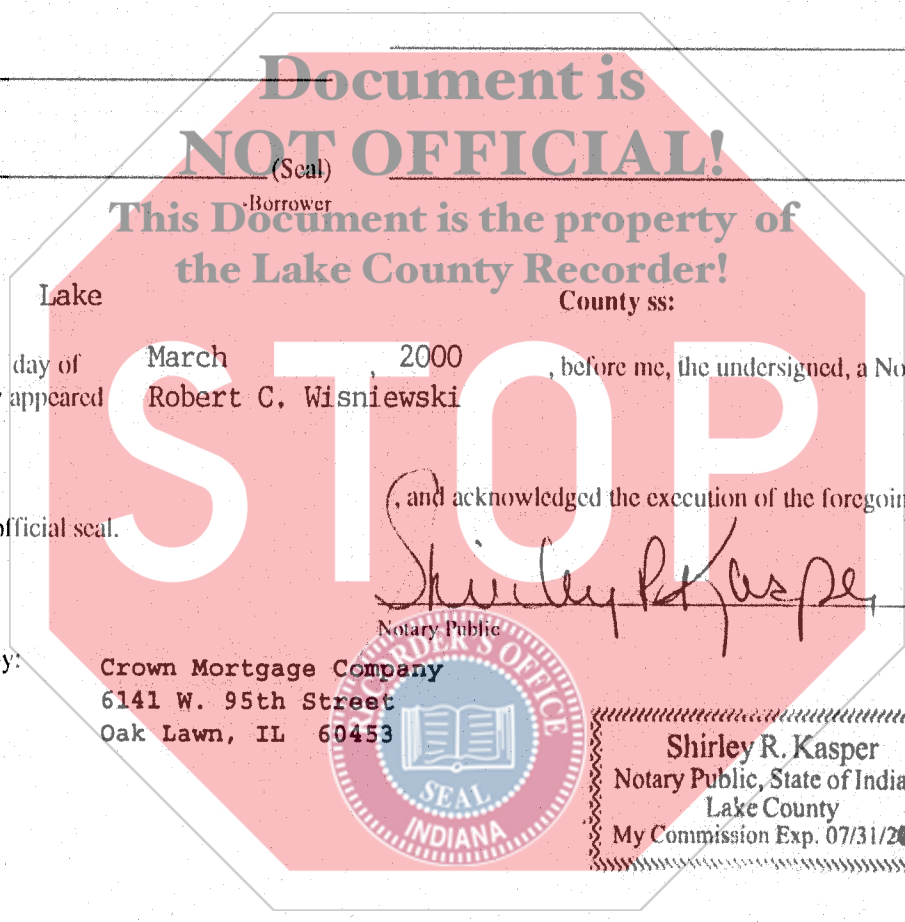 Document is
NOT OFFICIAL!
(Seal)
-Borrower
This Document is the property of
the Lake County Recorder!
Lake County ss:
day of March , 2000 , before me, the undersigned, a No
appeared Robert C. Wisniewski
STOP
, and acknowledged the execution of the foregoin
official seal.
Shirley R Kasper
Notary Public
y:
Crown Mortgage Company
6141 W. 95th Street
Oak Lawn, IL 60453
RECORDER'S OFFICE
SEAL
INDIANA
Shirley R. Kasper
Notary Public, State of India
Lake County
My Commission Exp. 07/31/20